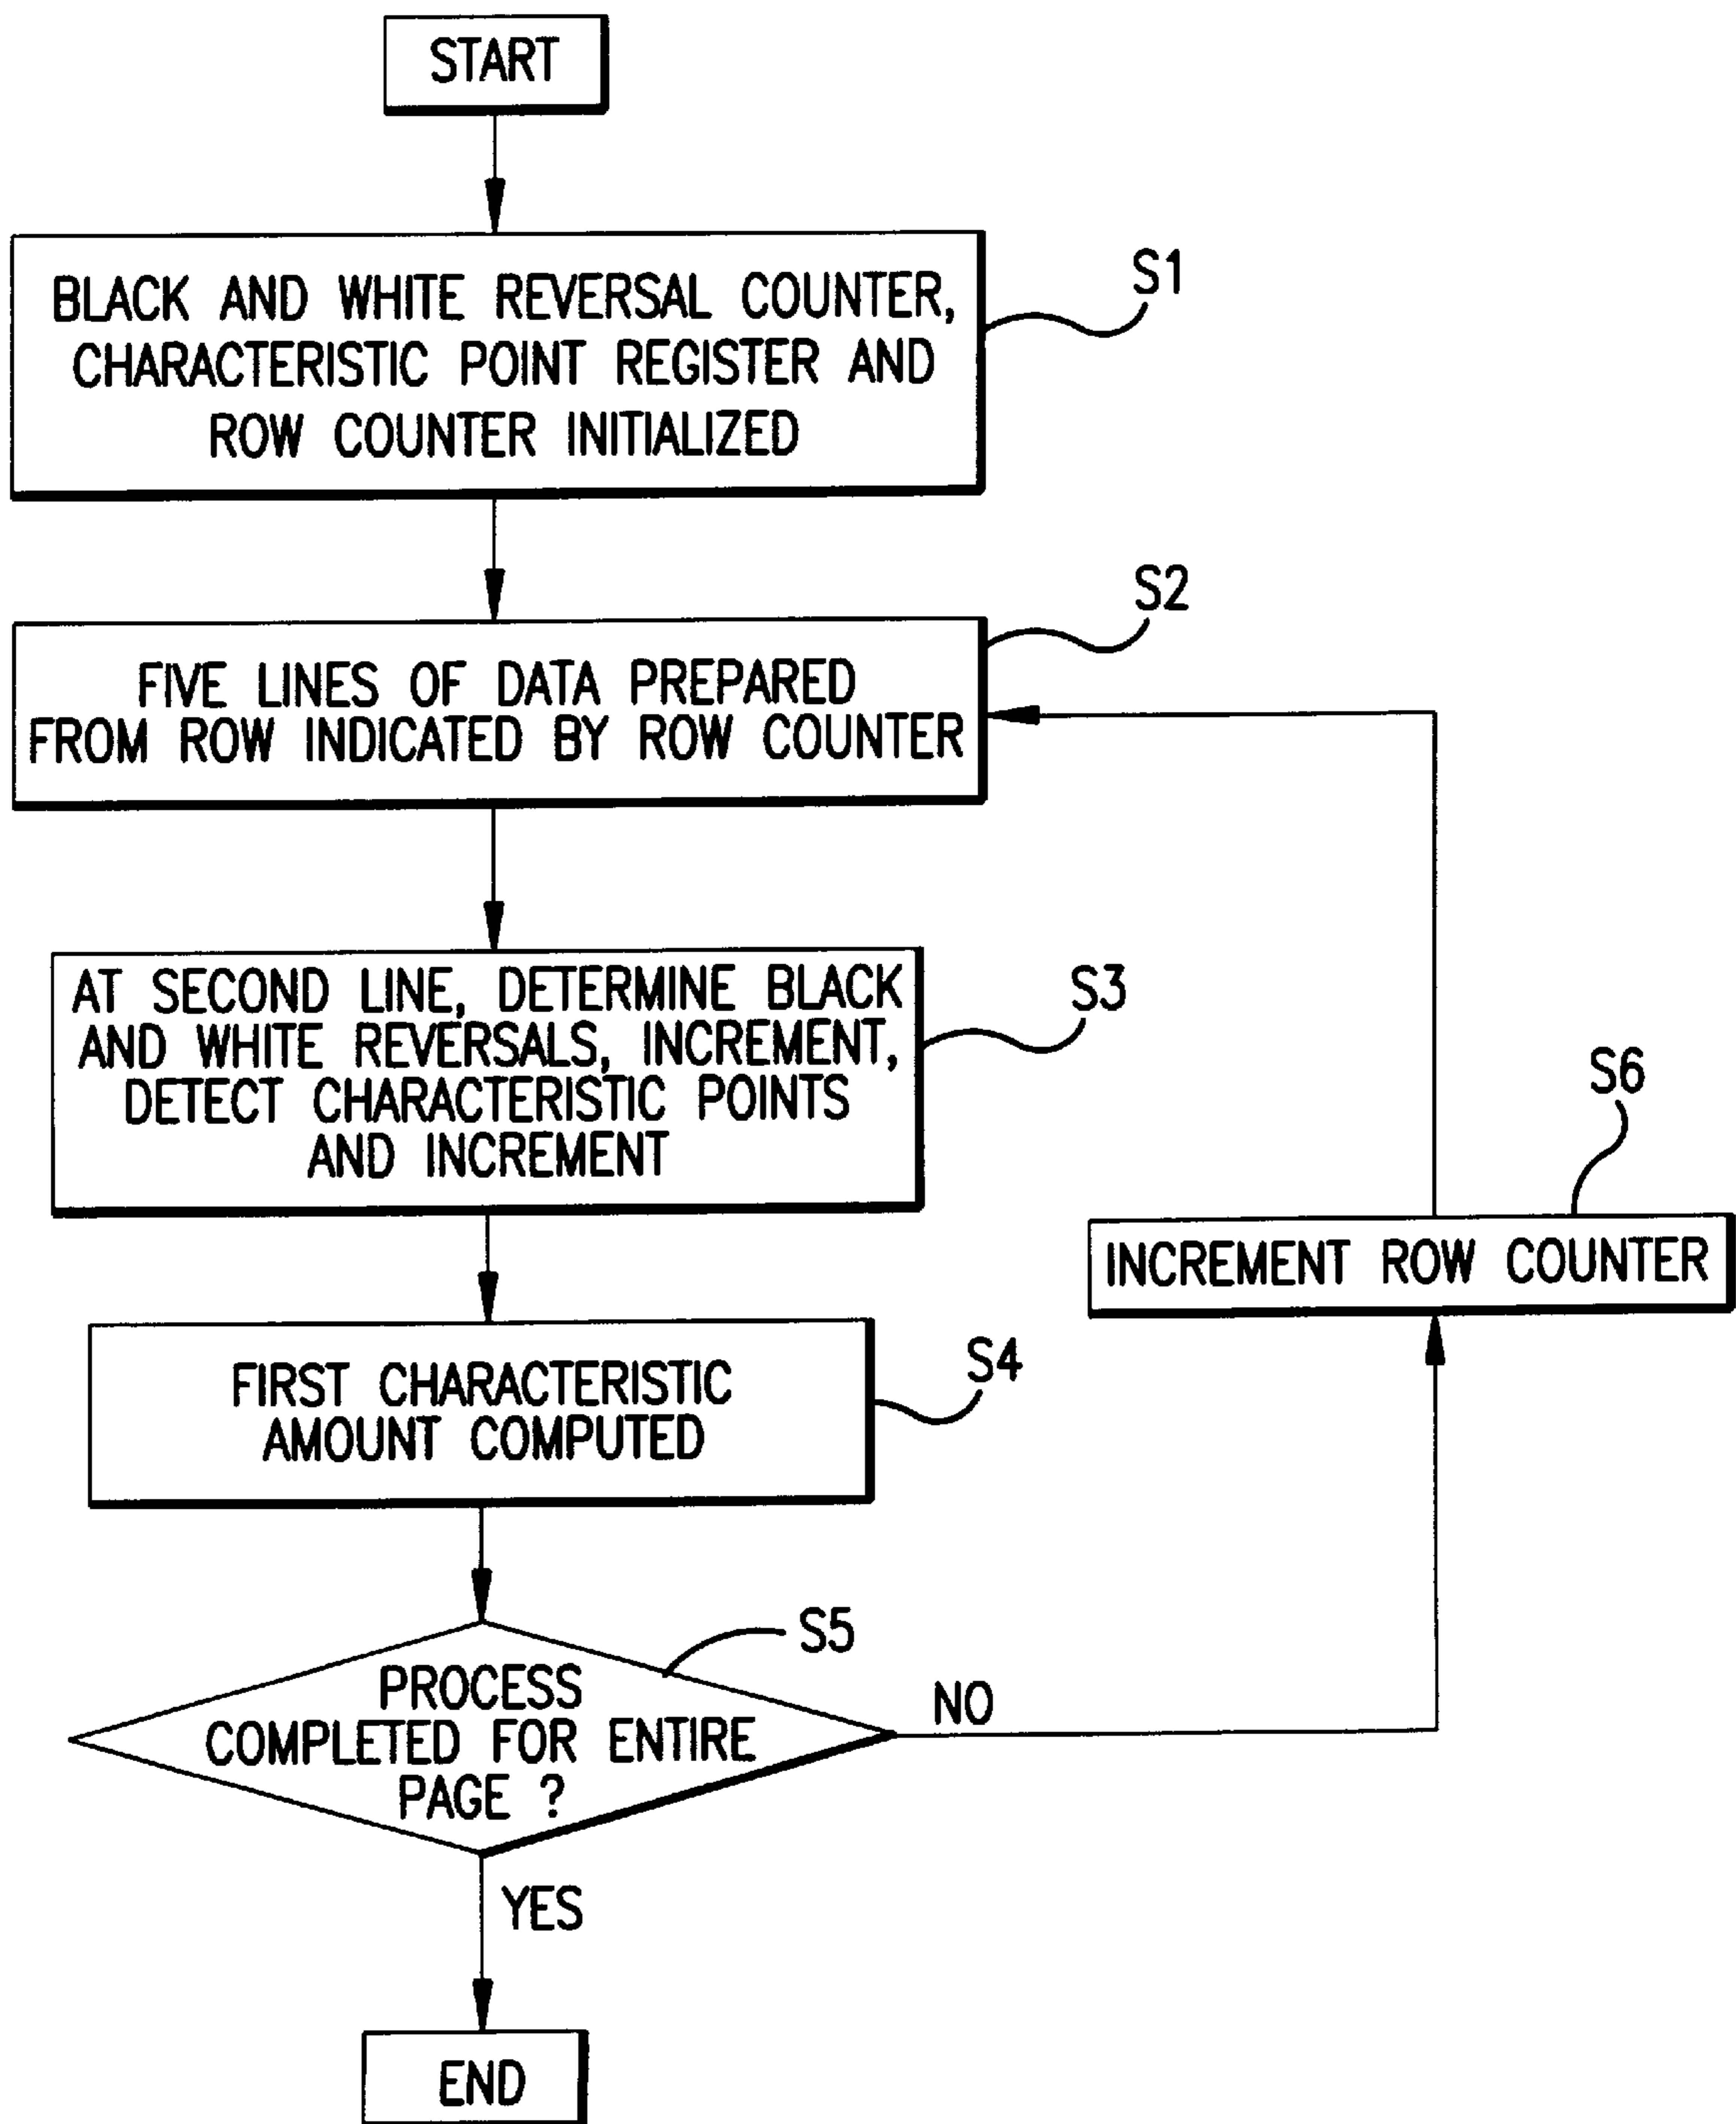 START
BLACK AND WHITE REVERSAL COUNTER,
CHARACTERISTIC POINT REGISTER AND
ROW COUNTER INITIALIZED
S1
FIVE LINES OF DATA PREPARED
FROM ROW INDICATED BY ROW COUNTER
S2
AT SECOND LINE, DETERMINE BLACK
AND WHITE REVERSALS, INCREMENT,
DETECT CHARACTERISTIC POINTS
AND INCREMENT
S3
FIRST CHARACTERISTIC
AMOUNT COMPUTED
S4
PROCESS
COMPLETED FOR ENTIRE
PAGE ?
S5
NO
INCREMENT ROW COUNTER
S6
YES
END